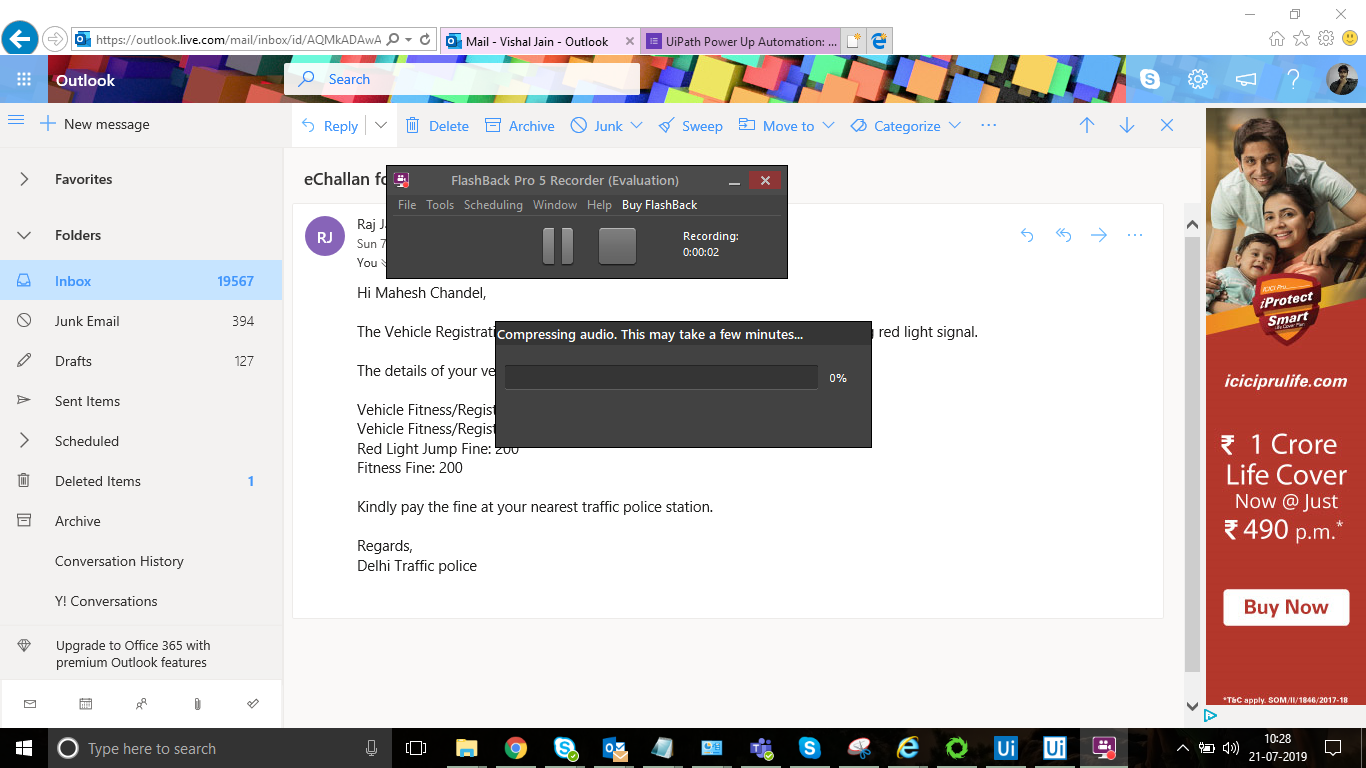 https://outlook.live.com/mail/inbox/id/AQMkADAwA
Mail - Vishal Jain - Outlook
UiPath Power Up Automation: ...
Outlook
Search
New message
Reply
Delete
Archive
Junk
Sweep
Move to
Categorize
Favorites
Folders
Inbox 19567
Junk Email 394
Drafts 127
Sent Items
Scheduled
Deleted Items 1
Archive
Conversation History
Y! Conversations
Upgrade to Office 365 with
premium Outlook features
eChallan fo
RJ
Raj J
Sun 7
You
Hi Mahesh Chandel,
The Vehicle Registrati
red light signal.
The details of your ve
Vehicle Fitness/Regist
Vehicle Fitness/Regist
Red Light Jump Fine: 200
Fitness Fine: 200
Kindly pay the fine at your nearest traffic police station.
Regards,
Delhi Traffic police
FlashBack Pro 5 Recorder (Evaluation)
File Tools Scheduling Window Help Buy FlashBack
Recording:
0:00:02
Compressing audio. This may take a few minutes...
0%
ICICI Pru
iProtect
Smart
iciciprulife.com
₹ 1 Crore
Life Cover
Now @ Just
₹ 490 p.m.*
Buy Now
*T&C apply. SOM/II/1846/2017-18
Type here to search
Ui
Ui
10:28
21-07-2019